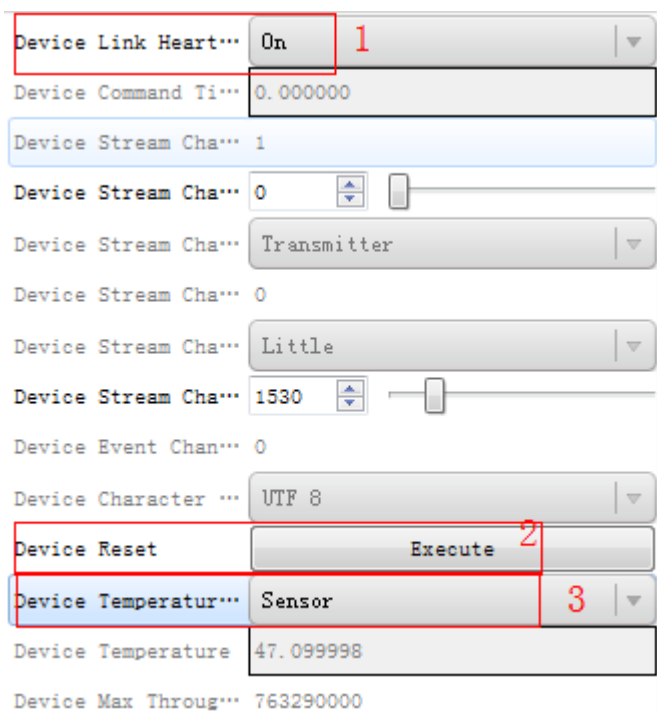 Device Link Heart… On 1
Device Command Ti… 0.000000
Device Stream Cha… 1
Device Stream Cha… 0
Device Stream Cha… Transmitter
Device Stream Cha… 0
Device Stream Cha… Little
Device Stream Cha… 1530
Device Event Chan… 0
Device Character … UTF 8
Device Reset Execute 2
Device Temperatur… Sensor 3
Device Temperature 47.099998
Device Max Throug… 763290000